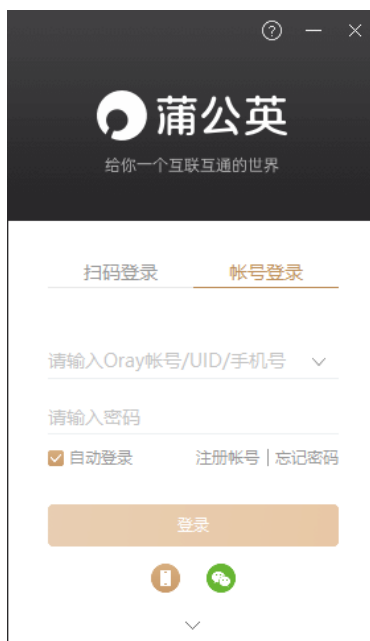 蒲公英
给你一个互联互通的世界
扫码登录 帐号登录
请输入Oray帐号/UID/手机号
请输入密码
自动登录 注册帐号 | 忘记密码
登录